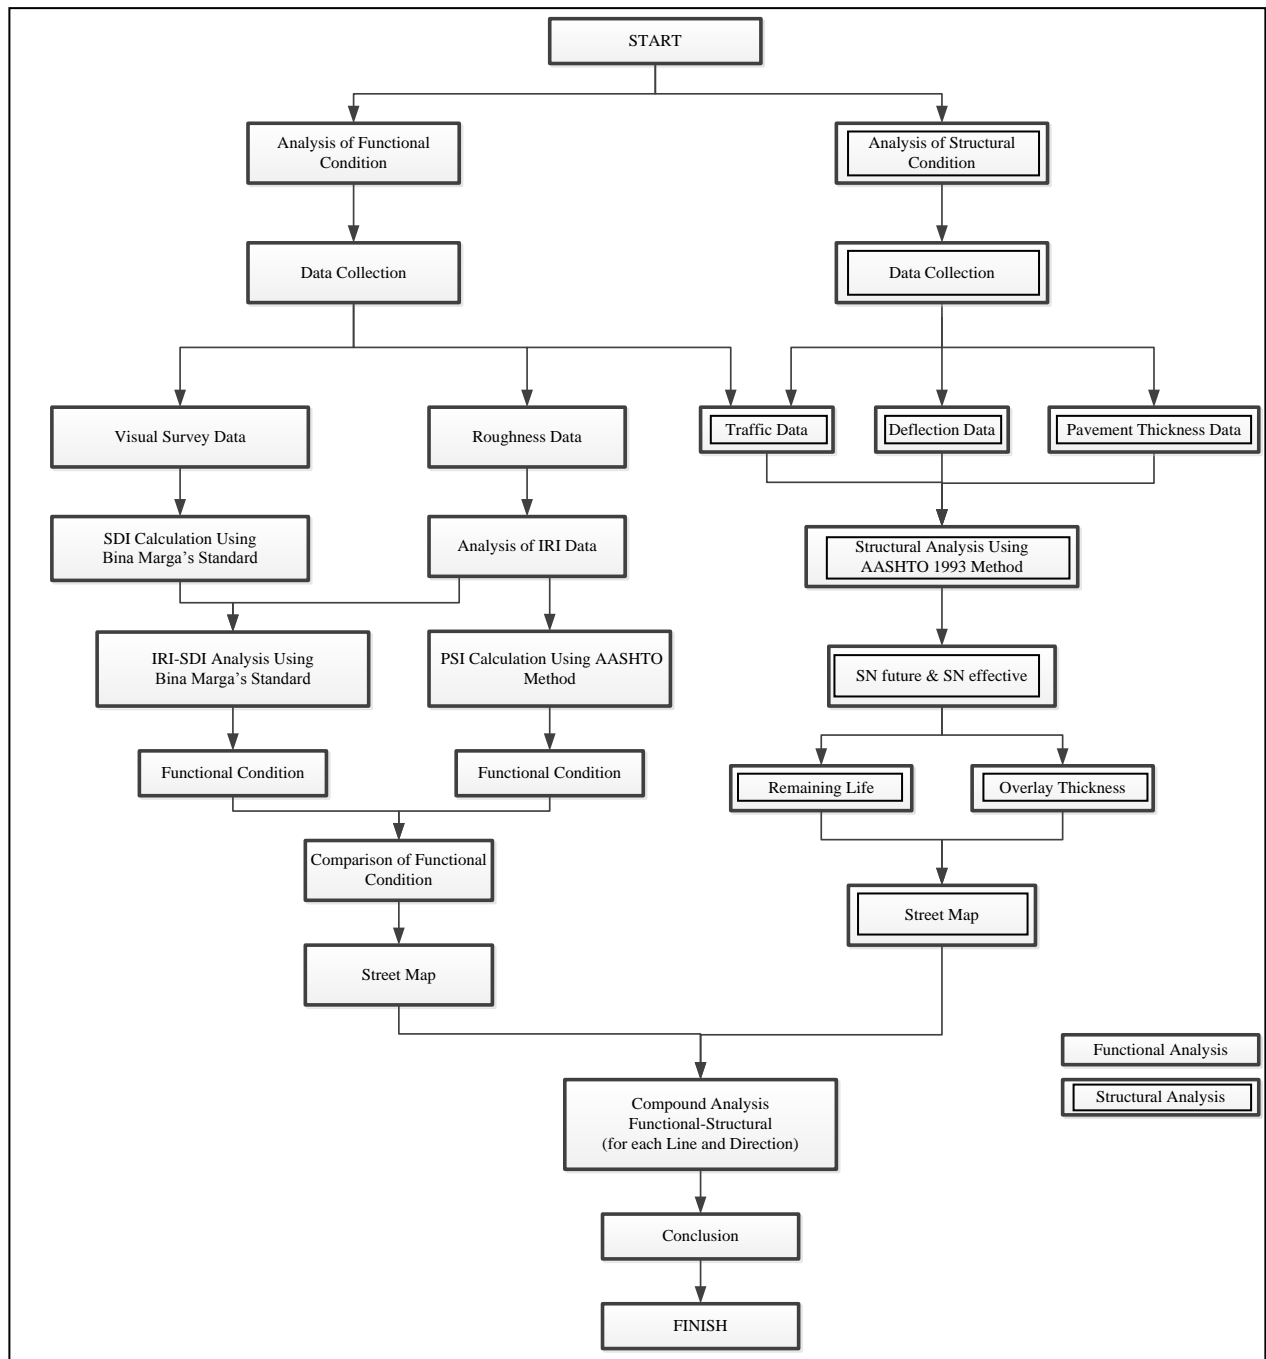 START
Analysis of Functional
Condition
Analysis of Structural
Condition
Data Collection
Data Collection
Visual Survey Data
Roughness Data
Traffic Data
Deflection Data
Pavement Thickness Data
SDI Calculation Using
Bina Marga’s Standard
Analysis of IRI Data
Structural Analysis Using
AASHTO 1993 Method
IRI-SDI Analysis Using
Bina Marga’s Standard
PSI Calculation Using AASHTO
Method
SN future & SN effective
Functional Condition
Functional Condition
Remaining Life
Overlay Thickness
Comparison of Functional
Condition
Street Map
Street Map
Functional Analysis
Structural Analysis
Compound Analysis
Functional-Structural
(for each Line and Direction)
Conclusion
FINISH